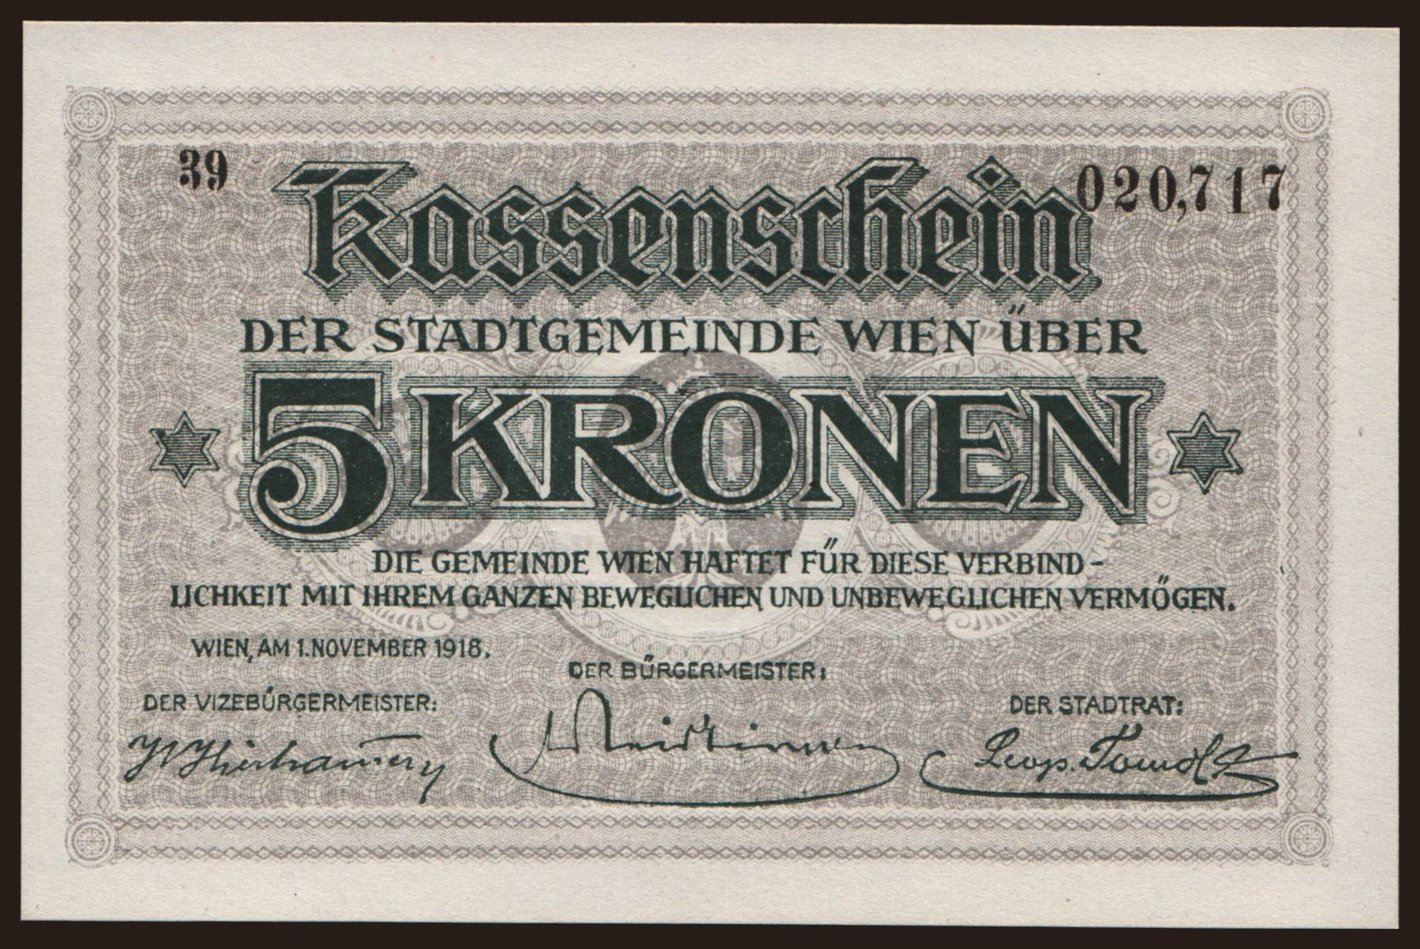 39
020,717
Kassenschein
DER STADTGEMEINDE WIEN ÜBER
5 KRONEN
DIE GEMEINDE WIEN HAFTET FÜR DIESE VERBIND-
LICHKEIT MIT IHREM GANZEN BEWEGLICHEN UND UNBEWEGLICHEN VERMÖGEN.
WIEN, AM 1. NOVEMBER 1918.
DER BÜRGERMEISTER:
DER VIZEBÜRGERMEISTER:
DER STADTRAT:
Leop.